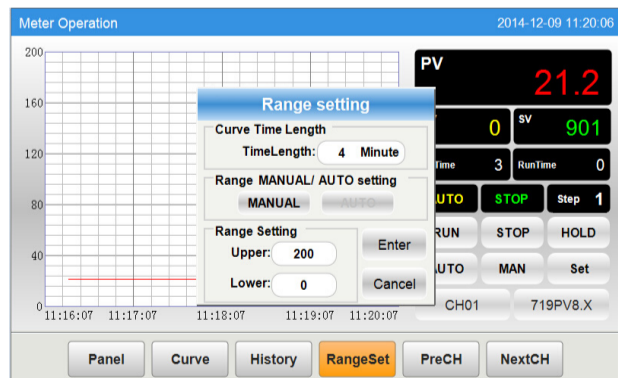 Meter Operation 2014-12-09 11:20:06
200
160
120
80
40
0
11:16:07 11:17:07 11:18:07 11:19:07 11:20:07
Range setting
Curve Time Length
TimeLength: 4 Minute
Range MANUAL/ AUTO setting
MANUAL AUTO
Range Setting
Upper: 200
Lower: 0
Enter
Cancel
PV
21.2
0 SV 901
Time 3 RunTime 0
AUTO STOP Step 1
RUN STOP HOLD
AUTO MAN Set
CH01 719PV8.X
Panel Curve History RangeSet PreCH NextCH